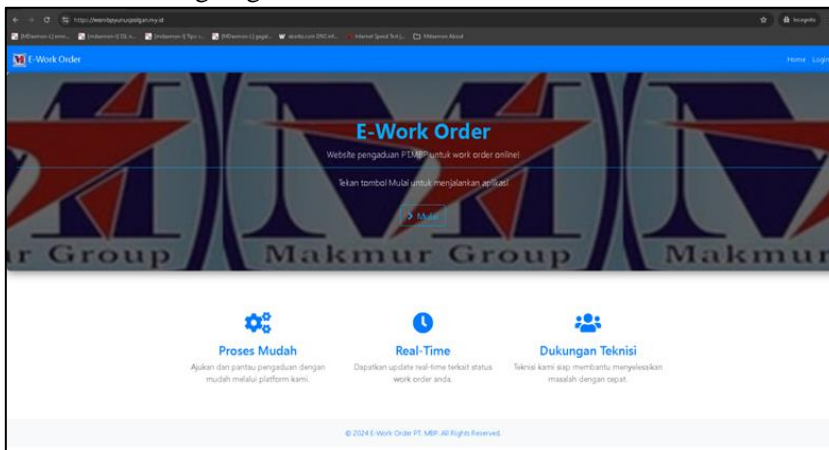 E-Work Order
Home Login
E-Work Order
Website pengaduan PT.MBP untuk work order online!
Tekan tombol Mulai untuk menjalankan aplikasi
Mulai
r Group Makmur Group Makmur
Proses Mudah
Ajukan dan pantau pengaduan dengan
mudah melalui platform kami.
Real-Time
Dapatkan update real-time terkait status
work order anda.
Dukungan Teknisi
Teknisi kami siap membantu menyelesaikan
masalah dengan cepat.
© 2024 E-Work Order PT. MBP. All Rights Reserved.